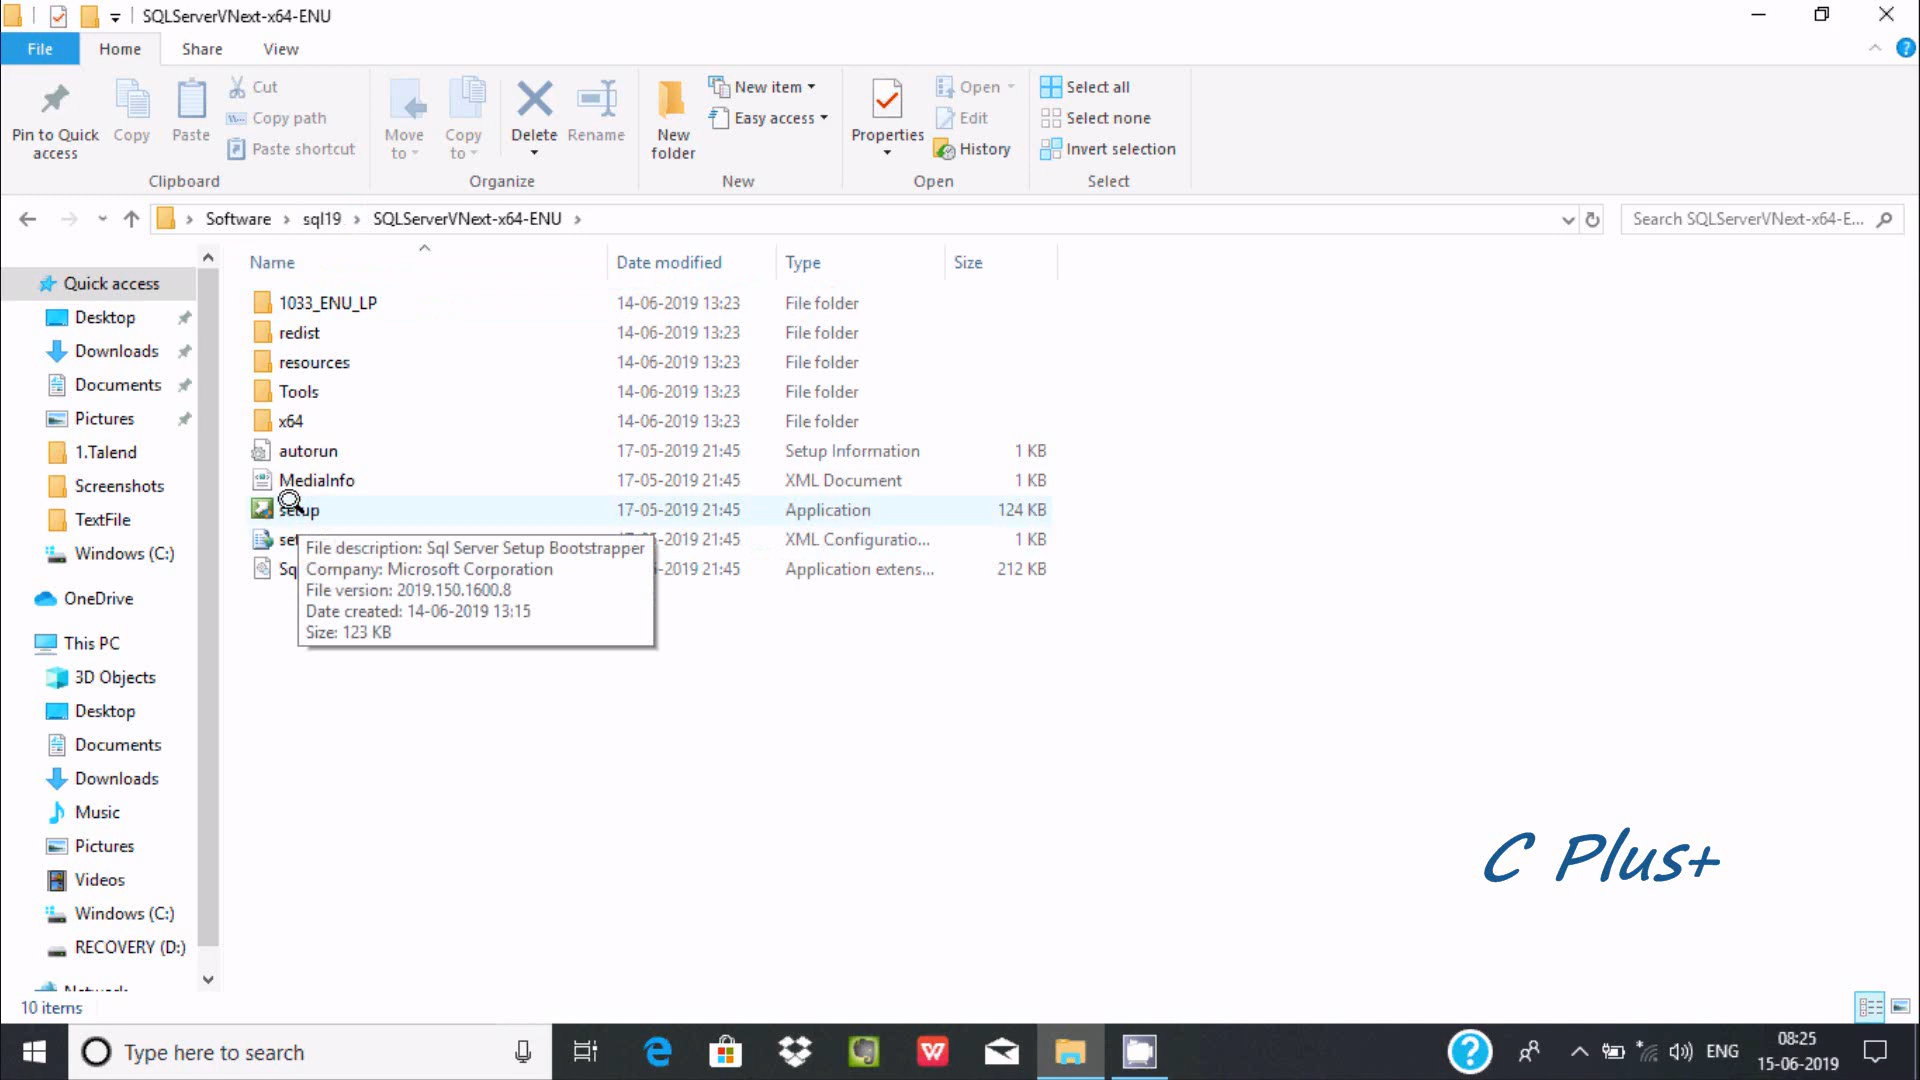 SQLServerVNext-x64-ENU
File Home Share View
Pin to Quick access
Copy
Paste
Cut
Copy path
Paste shortcut
Clipboard
Move to
Copy to
Delete
Rename
Organize
New folder
New item
Easy access
New
Properties
Open
Edit
History
Open
Select all
Select none
Invert selection
Select
Software > sql19 > SQLServerVNext-x64-ENU >
Search SQLServerVNext-x64-E...
Quick access
Desktop
Downloads
Documents
Pictures
1.Talend
Screenshots
TextFile
Windows (C:)
OneDrive
This PC
3D Objects
Desktop
Documents
Downloads
Music
Pictures
Videos
Windows (C:)
RECOVERY (D:)
Network
Name Date modified Type Size
1033_ENU_LP 14-06-2019 13:23 File folder
redist 14-06-2019 13:23 File folder
resources 14-06-2019 13:23 File folder
Tools 14-06-2019 13:23 File folder
x64 14-06-2019 13:23 File folder
autorun 17-05-2019 21:45 Setup Information 1 KB
MediaInfo 17-05-2019 21:45 XML Document 1 KB
setup 17-05-2019 21:45 Application 124 KB
21:45 XML Configuratio... 1 KB
-2019 21:45 Application extens... 212 KB
File description: Sql Server Setup Bootstrapper
Company: Microsoft Corporation
File version: 2019.150.1600.8
Date created: 14-06-2019 13:15
Size: 123 KB
C Plus+
10 items
Type here to search
ENG
08:25
15-06-2019